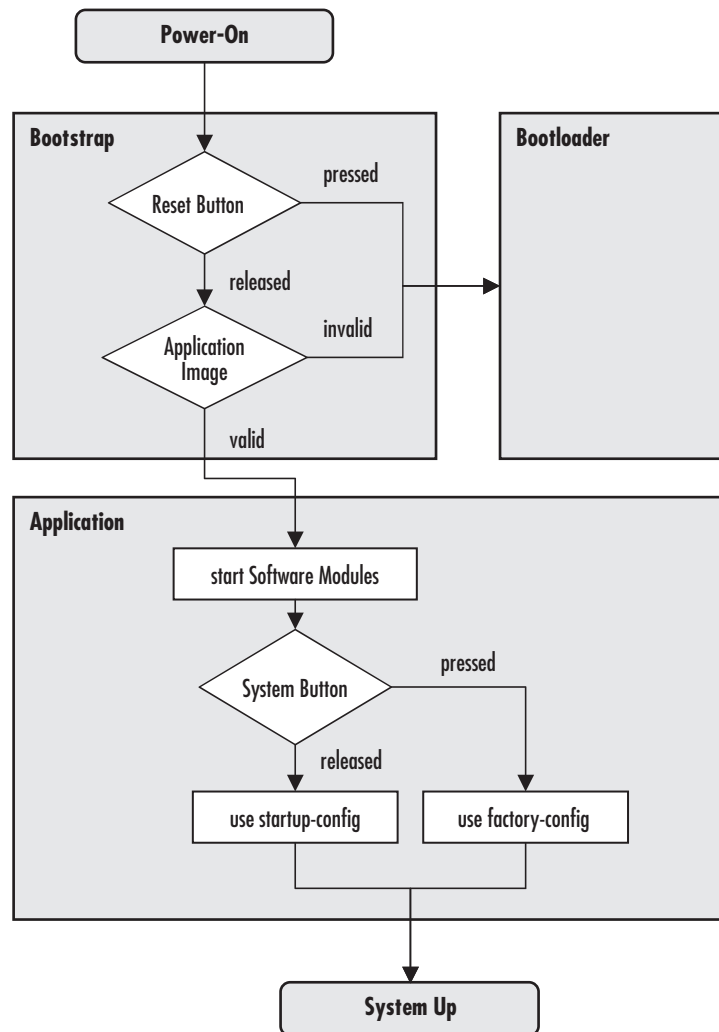 Power-On
Bootstrap
Bootloader
pressed
Reset Button
released
invalid
Application
Image
valid
Application
start Software Modules
pressed
System Button
released
use startup-config
use factory-config
System Up